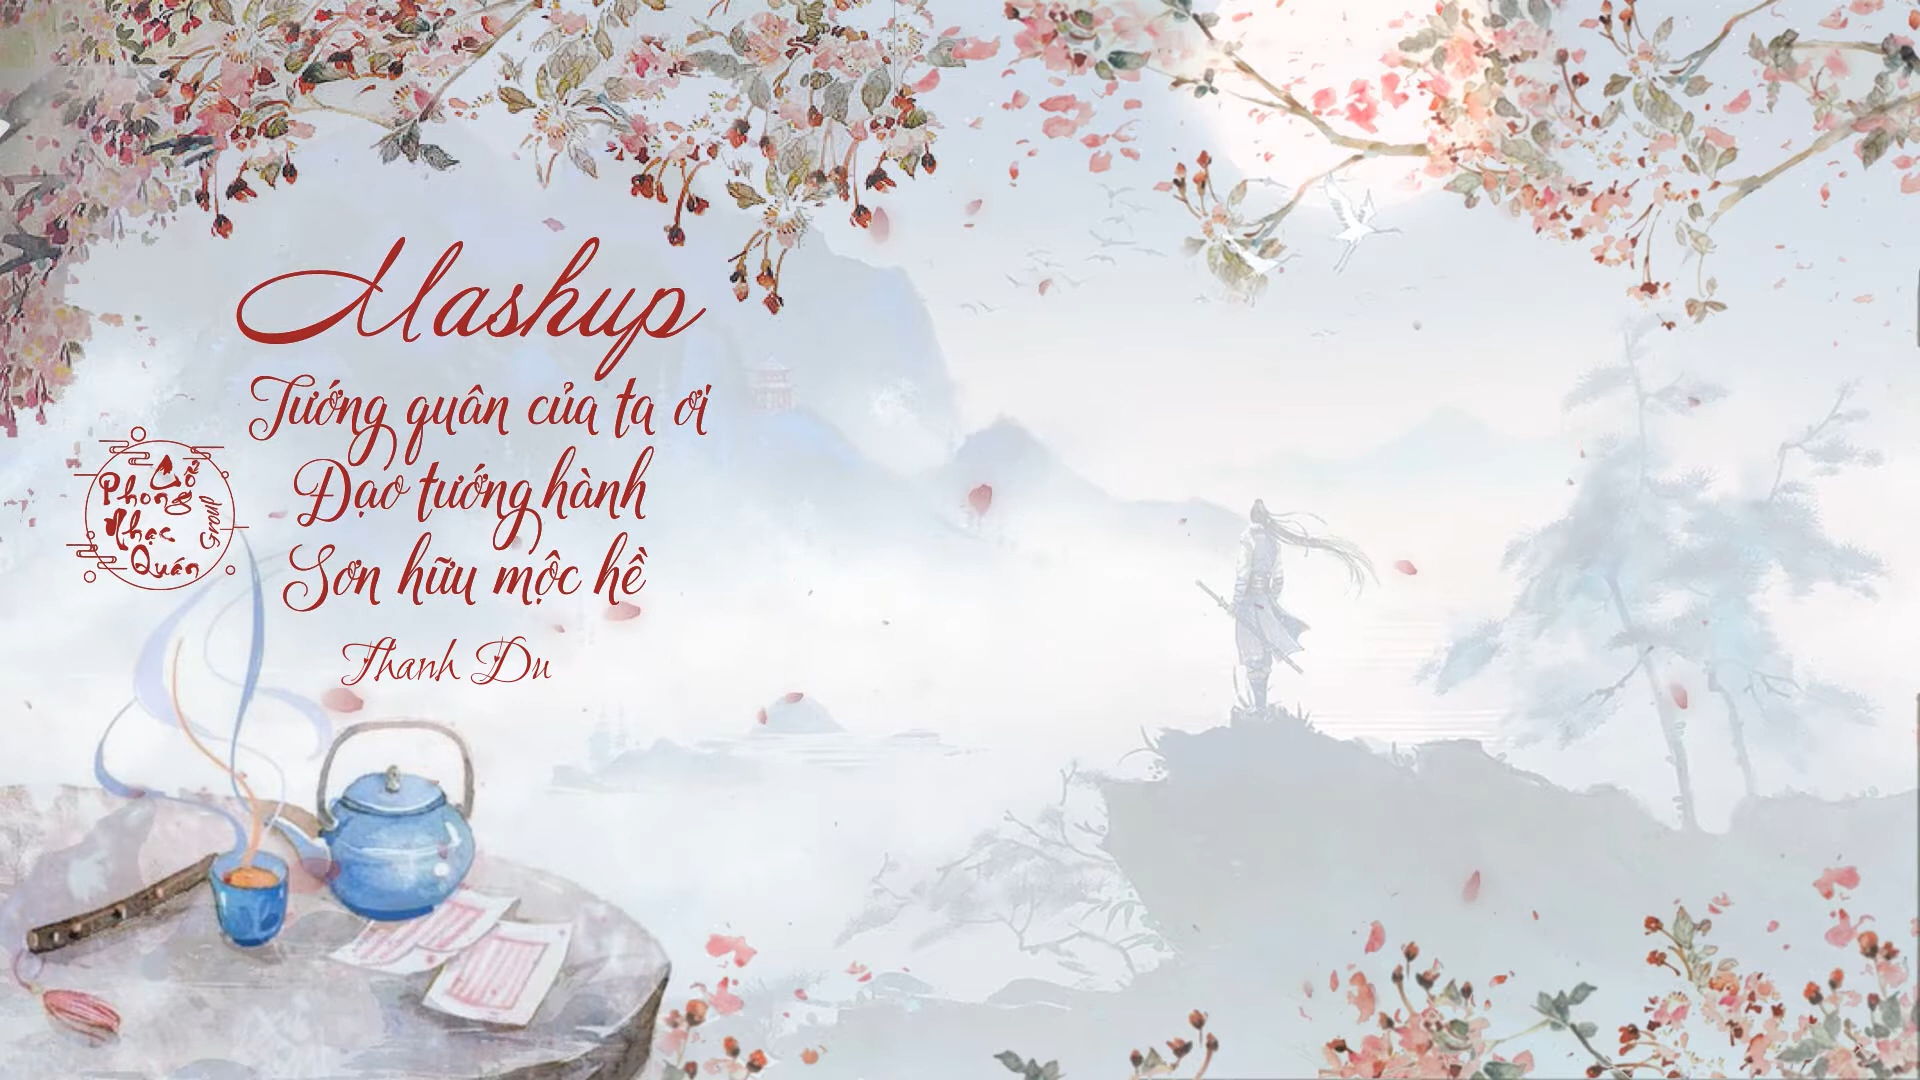 Mashup
Tướng quân của ta ơi
Đạo tướng hành
Sơn hữu mộc hề
Thanh Du
Cổ
Phong
Nhạc
Quán
Group